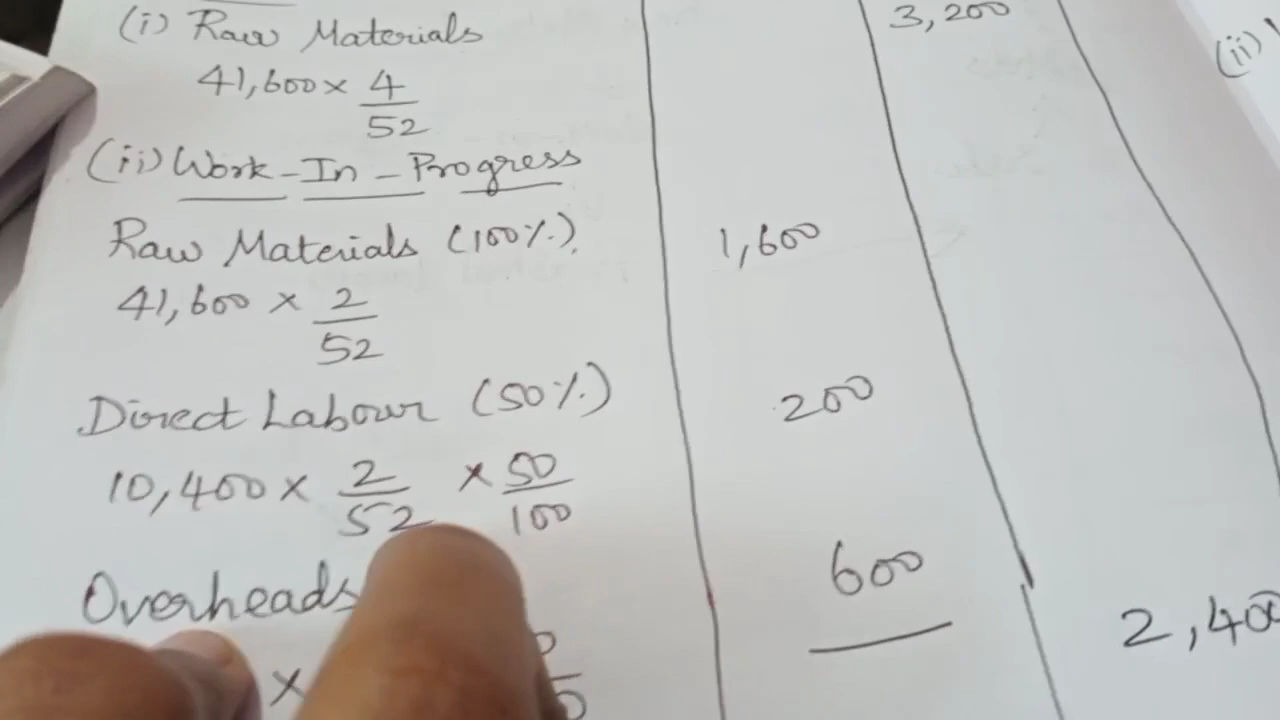 (i) Raw Materials 3,200
41,600 × 4/52
(ii) Work-In-Progress
Raw Materials (100%) 1,600
41,600 × 2/52
Direct Labour (50%) 200
10,400 × 2/52 × 50/100
Overheads 600
×
2,400
(ii)